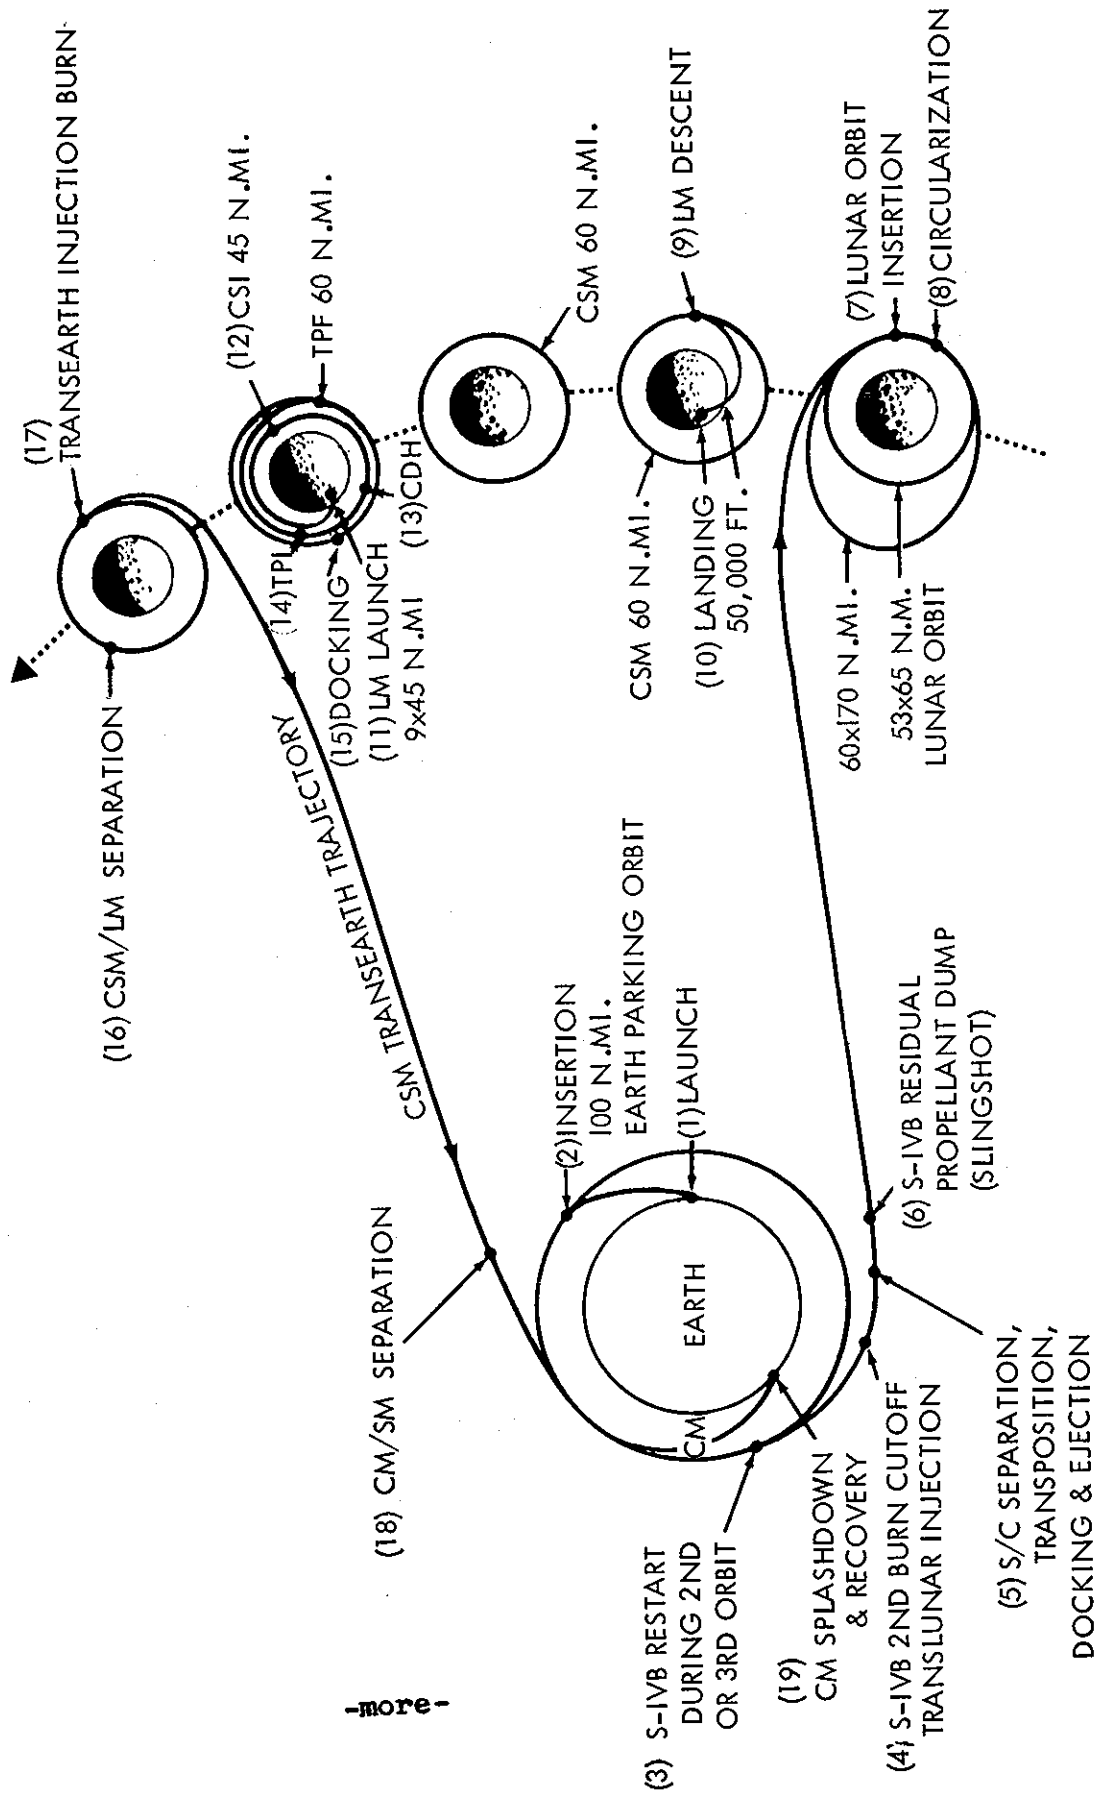 (1) LAUNCH
(2) INSERTION
100 N.MI.
EARTH PARKING ORBIT
(3) S-IVB RESTART
DURING 2ND
OR 3RD ORBIT
(4) S-IVB 2ND BURN CUTOFF
TRANSLUNAR INJECTION
(5) S/C SEPARATION,
TRANSPOSITION,
DOCKING & EJECTION
(6) S-IVB RESIDUAL
PROPELLANT DUMP
(SLINGSHOT)
(7) LUNAR ORBIT
INSERTION
(8) CIRCULARIZATION
60x170 N.MI.
53x65 N.M.
LUNAR ORBIT
(9) LM DESCENT
CSM 60 N.MI.
(10) LANDING
50,000 FT.
CSM 60 N.MI.
(11) LM LAUNCH
9x45 N.MI
(12) CSI 45 N.MI.
TPF 60 N.MI.
(13) CDH
(14) TPI
(15) DOCKING
(16) CSM/LM SEPARATION
(17)
TRANSEARTH INJECTION BURN
CSM TRANSEARTH TRAJECTORY
(18) CM/SM SEPARATION
(19)
CM SPLASHDOWN
& RECOVERY
EARTH
CM
-more-